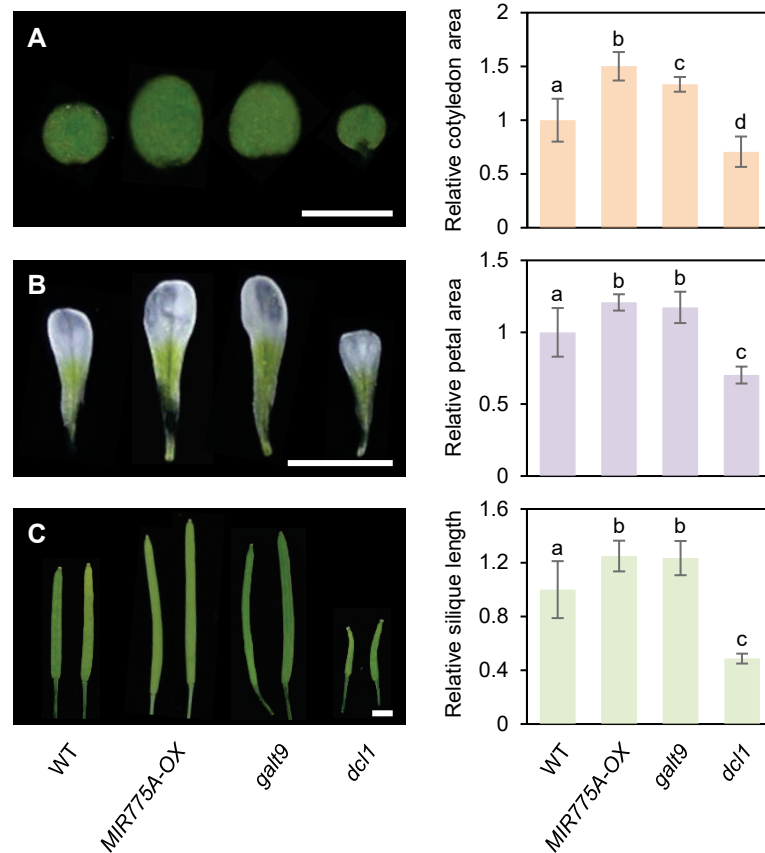 A
Relative cotyledon area
2
1.5
1
0.5
0
a
b
c
d
B
Relative petal area
1.5
1
0.5
0
a
b
b
c
C
Relative silique length
1.6
1.2
0.8
0.4
0
a
b
b
c
WT
MIR775A-OX
galt9
dcl1
WT
MIR775A-OX
galt9
dcl1